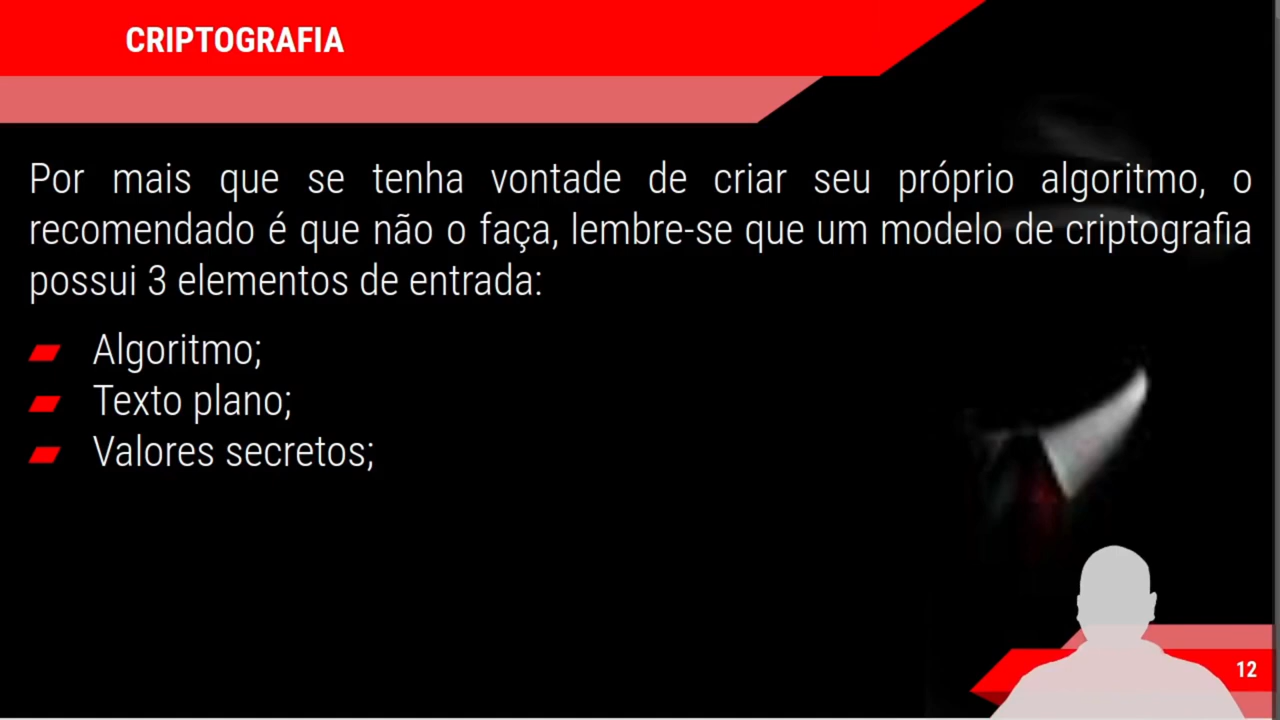 CRIPTOGRAFIA
Por mais que se tenha vontade de criar seu próprio algoritmo, o
recomendado é que não o faça, lembre-se que um modelo de criptografia
possui 3 elementos de entrada:
Algoritmo;
Texto plano;
Valores secretos;
12